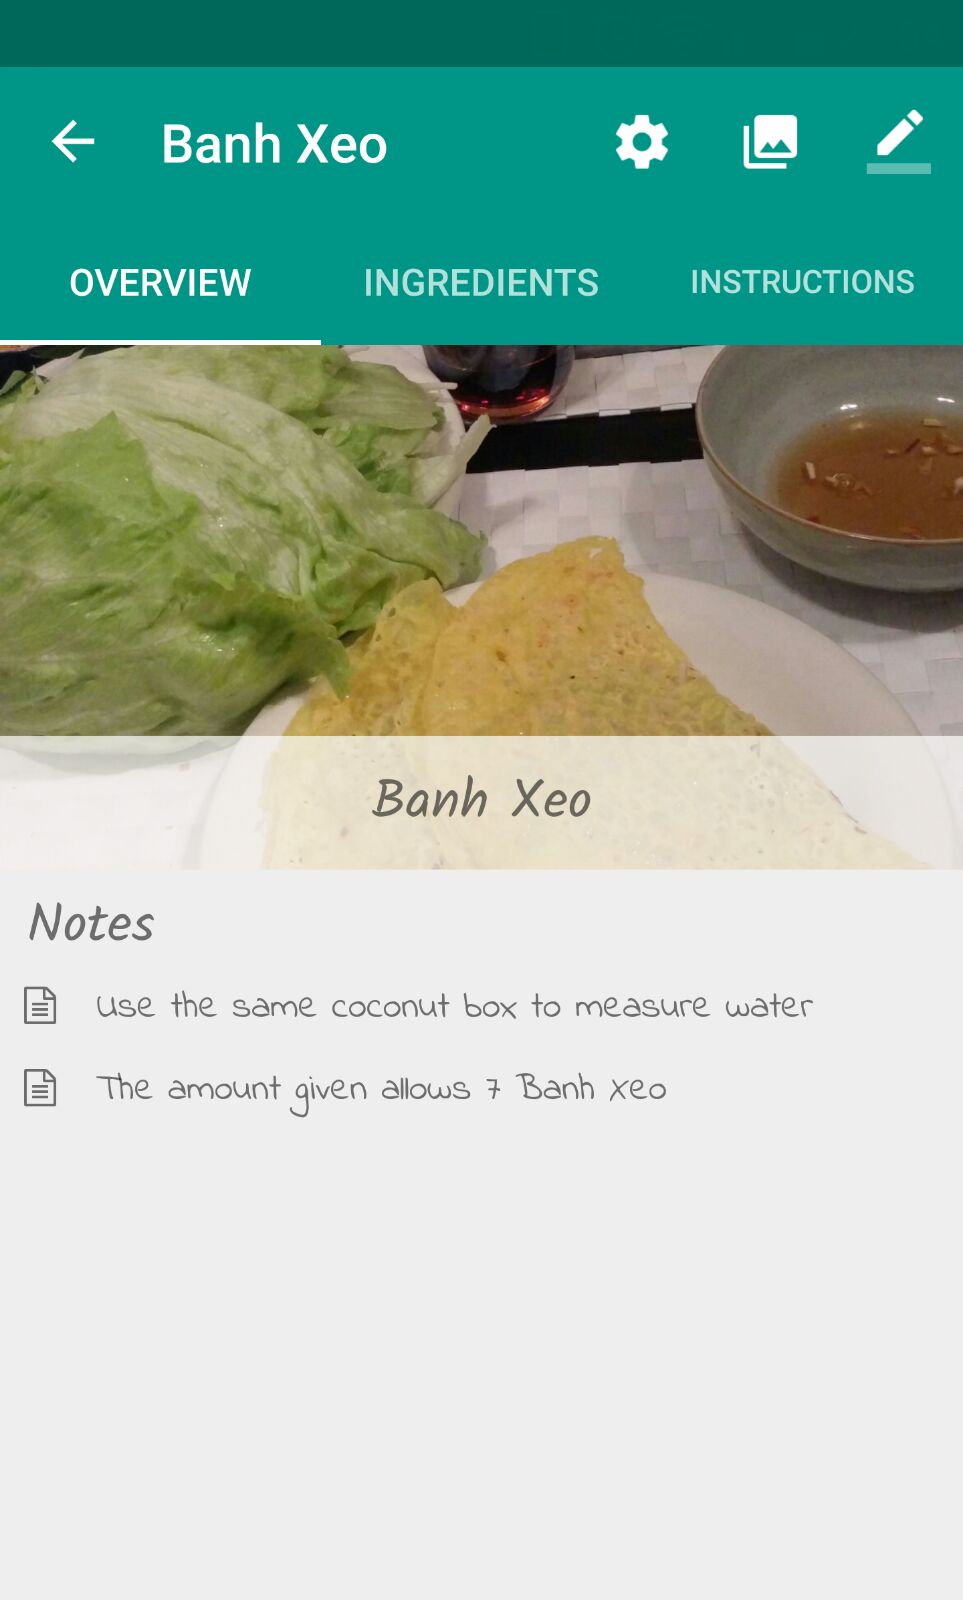 Banh Xeo
OVERVIEW INGREDIENTS INSTRUCTIONS
Banh Xeo
Notes
Use the same coconut box to measure water
The amount given allows 7 Banh Xeo